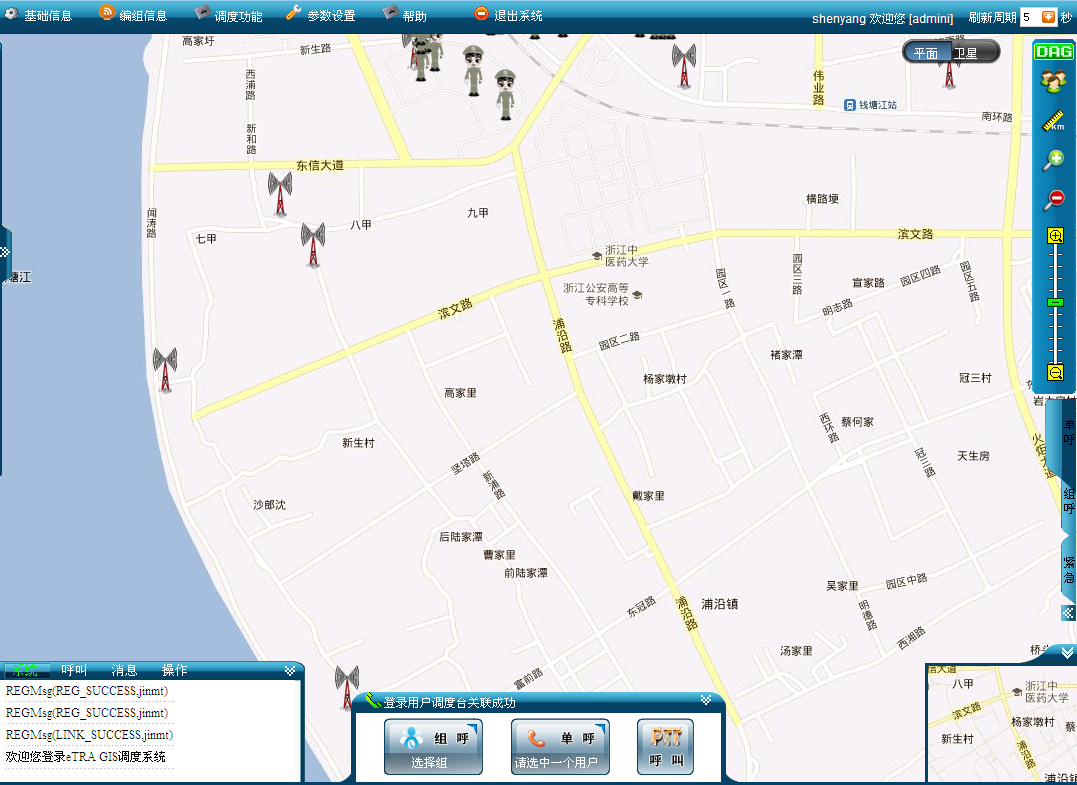 基础信息
编组信息
调度功能
参数设置
帮助
退出系统
shenyang 欢迎您 [admini]
刷新周期 5 秒
平面
卫星
DAG
km
高家圩
新生路
西浦路
新和路
伟业路
钱塘江站
南环路
东信大道
闻涛路
七甲
八甲
九甲
横路埂
滨文路
浙江中
医药大学
浙江公安高等
专科学校
园区一路
园区三路
宣家路
园区四路
园区五路
明志路
滨文路
浦沿路
园区二路
褚家潭
杨家墩村
冠三村
高家里
西环路
蔡何家
新生村
坚塔路
新浦路
冠三路
天生房
火炬大道
戴家里
沙郎沈
后陆家潭
曹家里
前陆家潭
吴家里
园区中路
东冠路
浦沿路
浦沿镇
明德路
西湘路
汤家里
富前路
塘江
单呼
组呼
紧急
系统
呼叫
消息
操作
REGMsg(REG_SUCCESS,jinmt)
REGMsg(REG_SUCCESS,jinmt)
REGMsg(LINK_SUCCESS,jinmt)
欢迎您登录eTRA GIS调度系统
登录用户调度台关联成功
组 呼
选择组
单 呼
请选中一个用户
PTT
呼 叫
信大道
八甲
浙江中
医药大学
滨文路
杨家墩村
新生村
浦沿路
浦沿镇